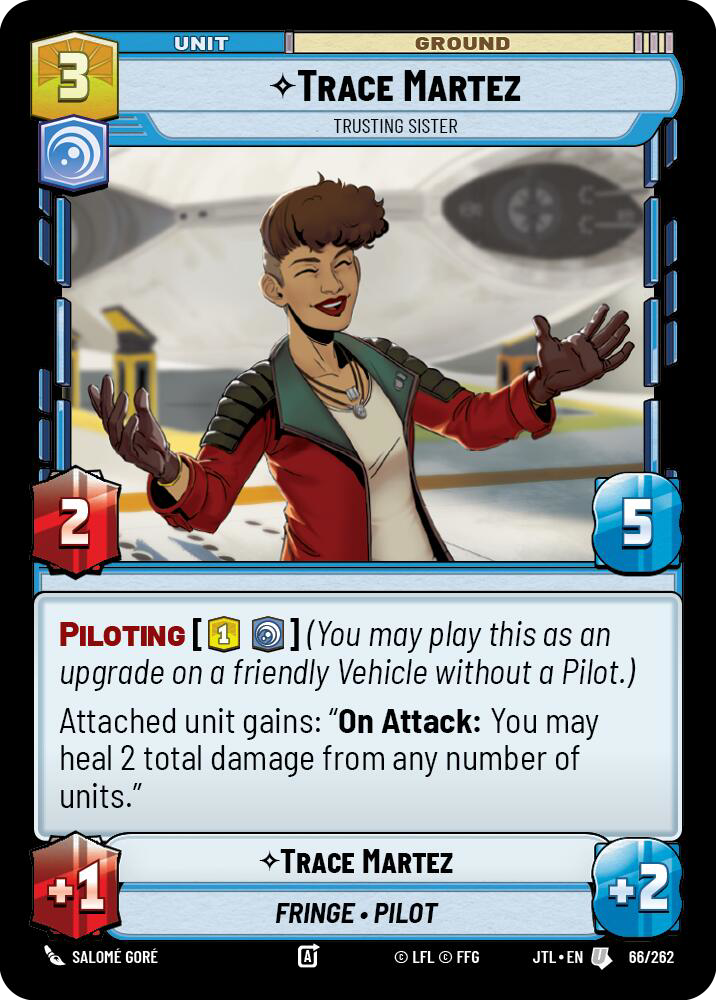 UNIT GROUND
3
✧TRACE MARTEZ
TRUSTING SISTER
2 5
PILOTING [1] (You may play this as an
upgrade on a friendly Vehicle without a Pilot.)
Attached unit gains: “On Attack: You may
heal 2 total damage from any number of
units.”
✧TRACE MARTEZ
+1 +2
FRINGE • PILOT
SALOMÉ GORÉ A © LFL © FFG JTL • EN 66/262